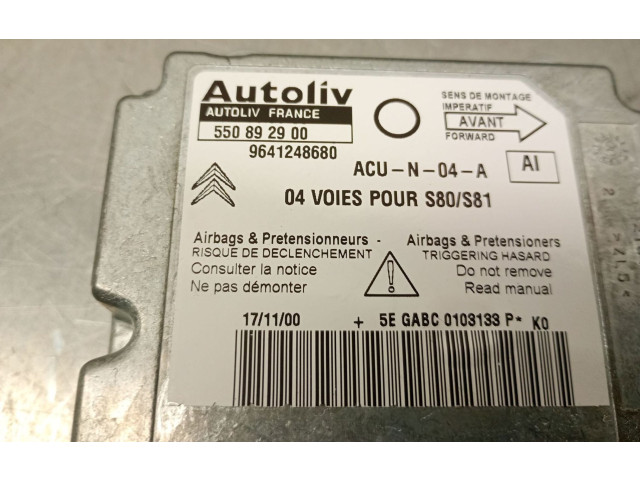 Autoliv
AUTOLIV FRANCE
550 89 2 9 00
9641248680
SENS DE MONTAGE
IMPERATIF
AVANT
FORWARD
ACU-N-04-A
AI
04 VOIES POUR S80/S81
Airbags & Pretensionneurs -
RISQUE DE DECLENCHEMENT
Consulter la notice
Ne pas démonter
Airbags & Pretensioners
TRIGGERING HASARD
Do not remove
Read manual
17/11/00 + 5E GABC 0103133 P* K0